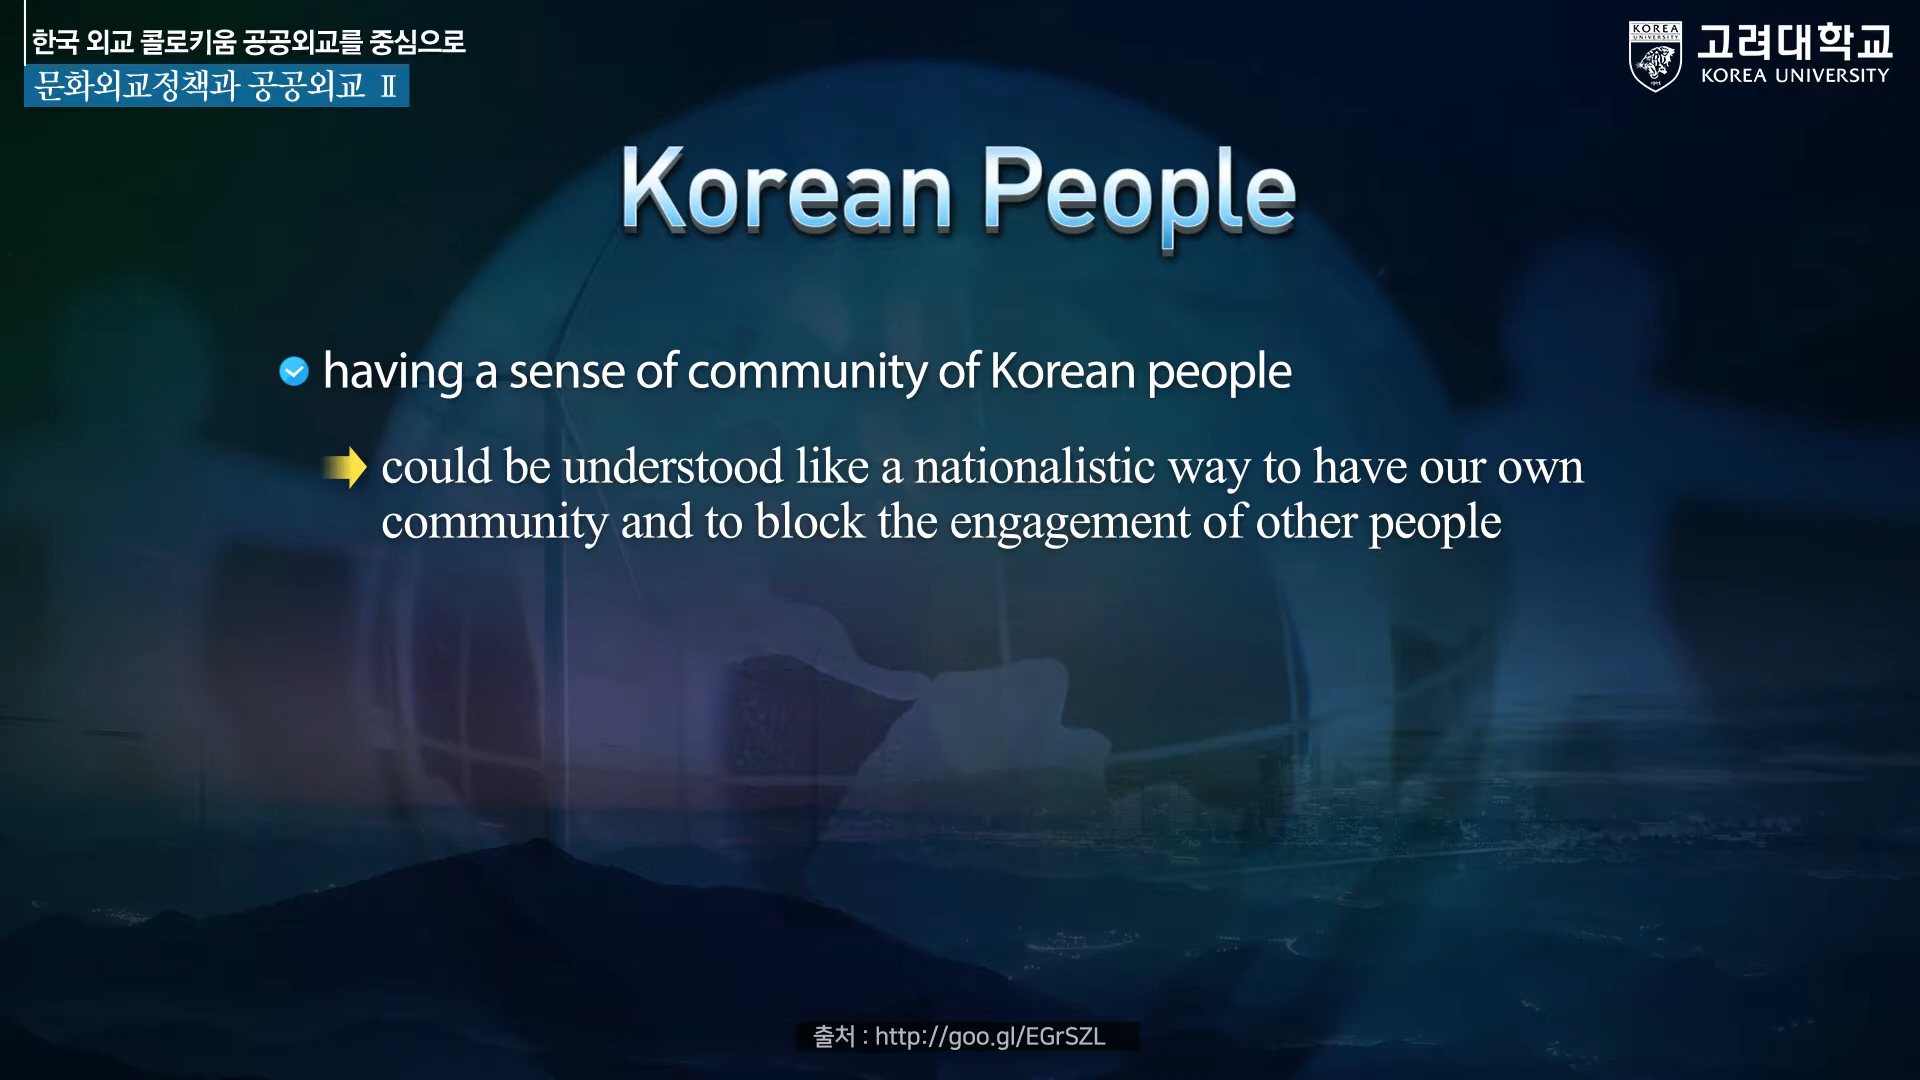 한국 외교 콜로키움 공공외교를 중심으로
문화외교정책과 공공외교 Ⅱ
KOREA
UNIVERSITY
1905
고려대학교
KOREA UNIVERSITY
Korean People
having a sense of community of Korean people
could be understood like a nationalistic way to have our own
community and to block the engagement of other people
출처 : http://goo.gl/EGrSZL